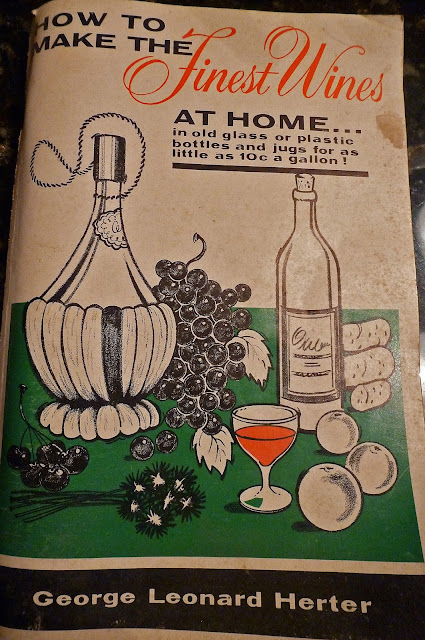 HOW TO
MAKE THE Finest Wines
AT HOME...
in old glass or plastic
bottles and jugs for as
little as 10c a gallon!
George Leonard Herter